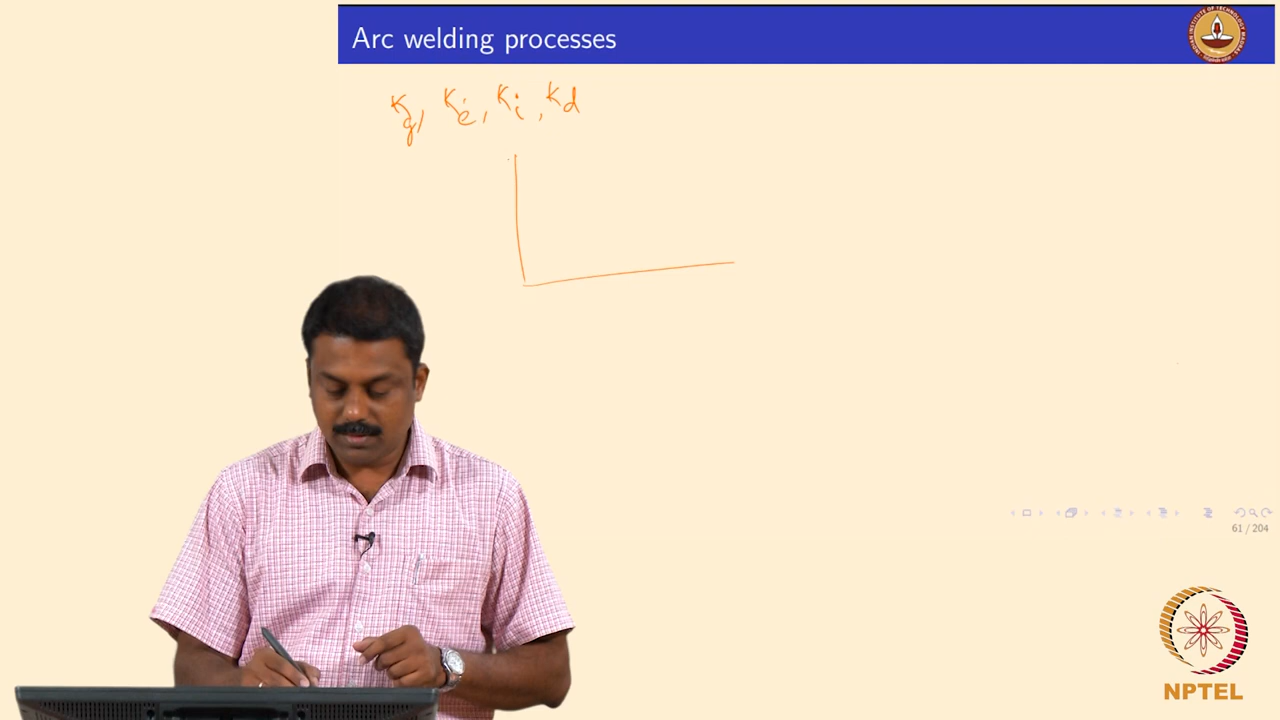 Arc welding processes
Kg, Ke, Ki, Kd
61 / 204
NPTEL